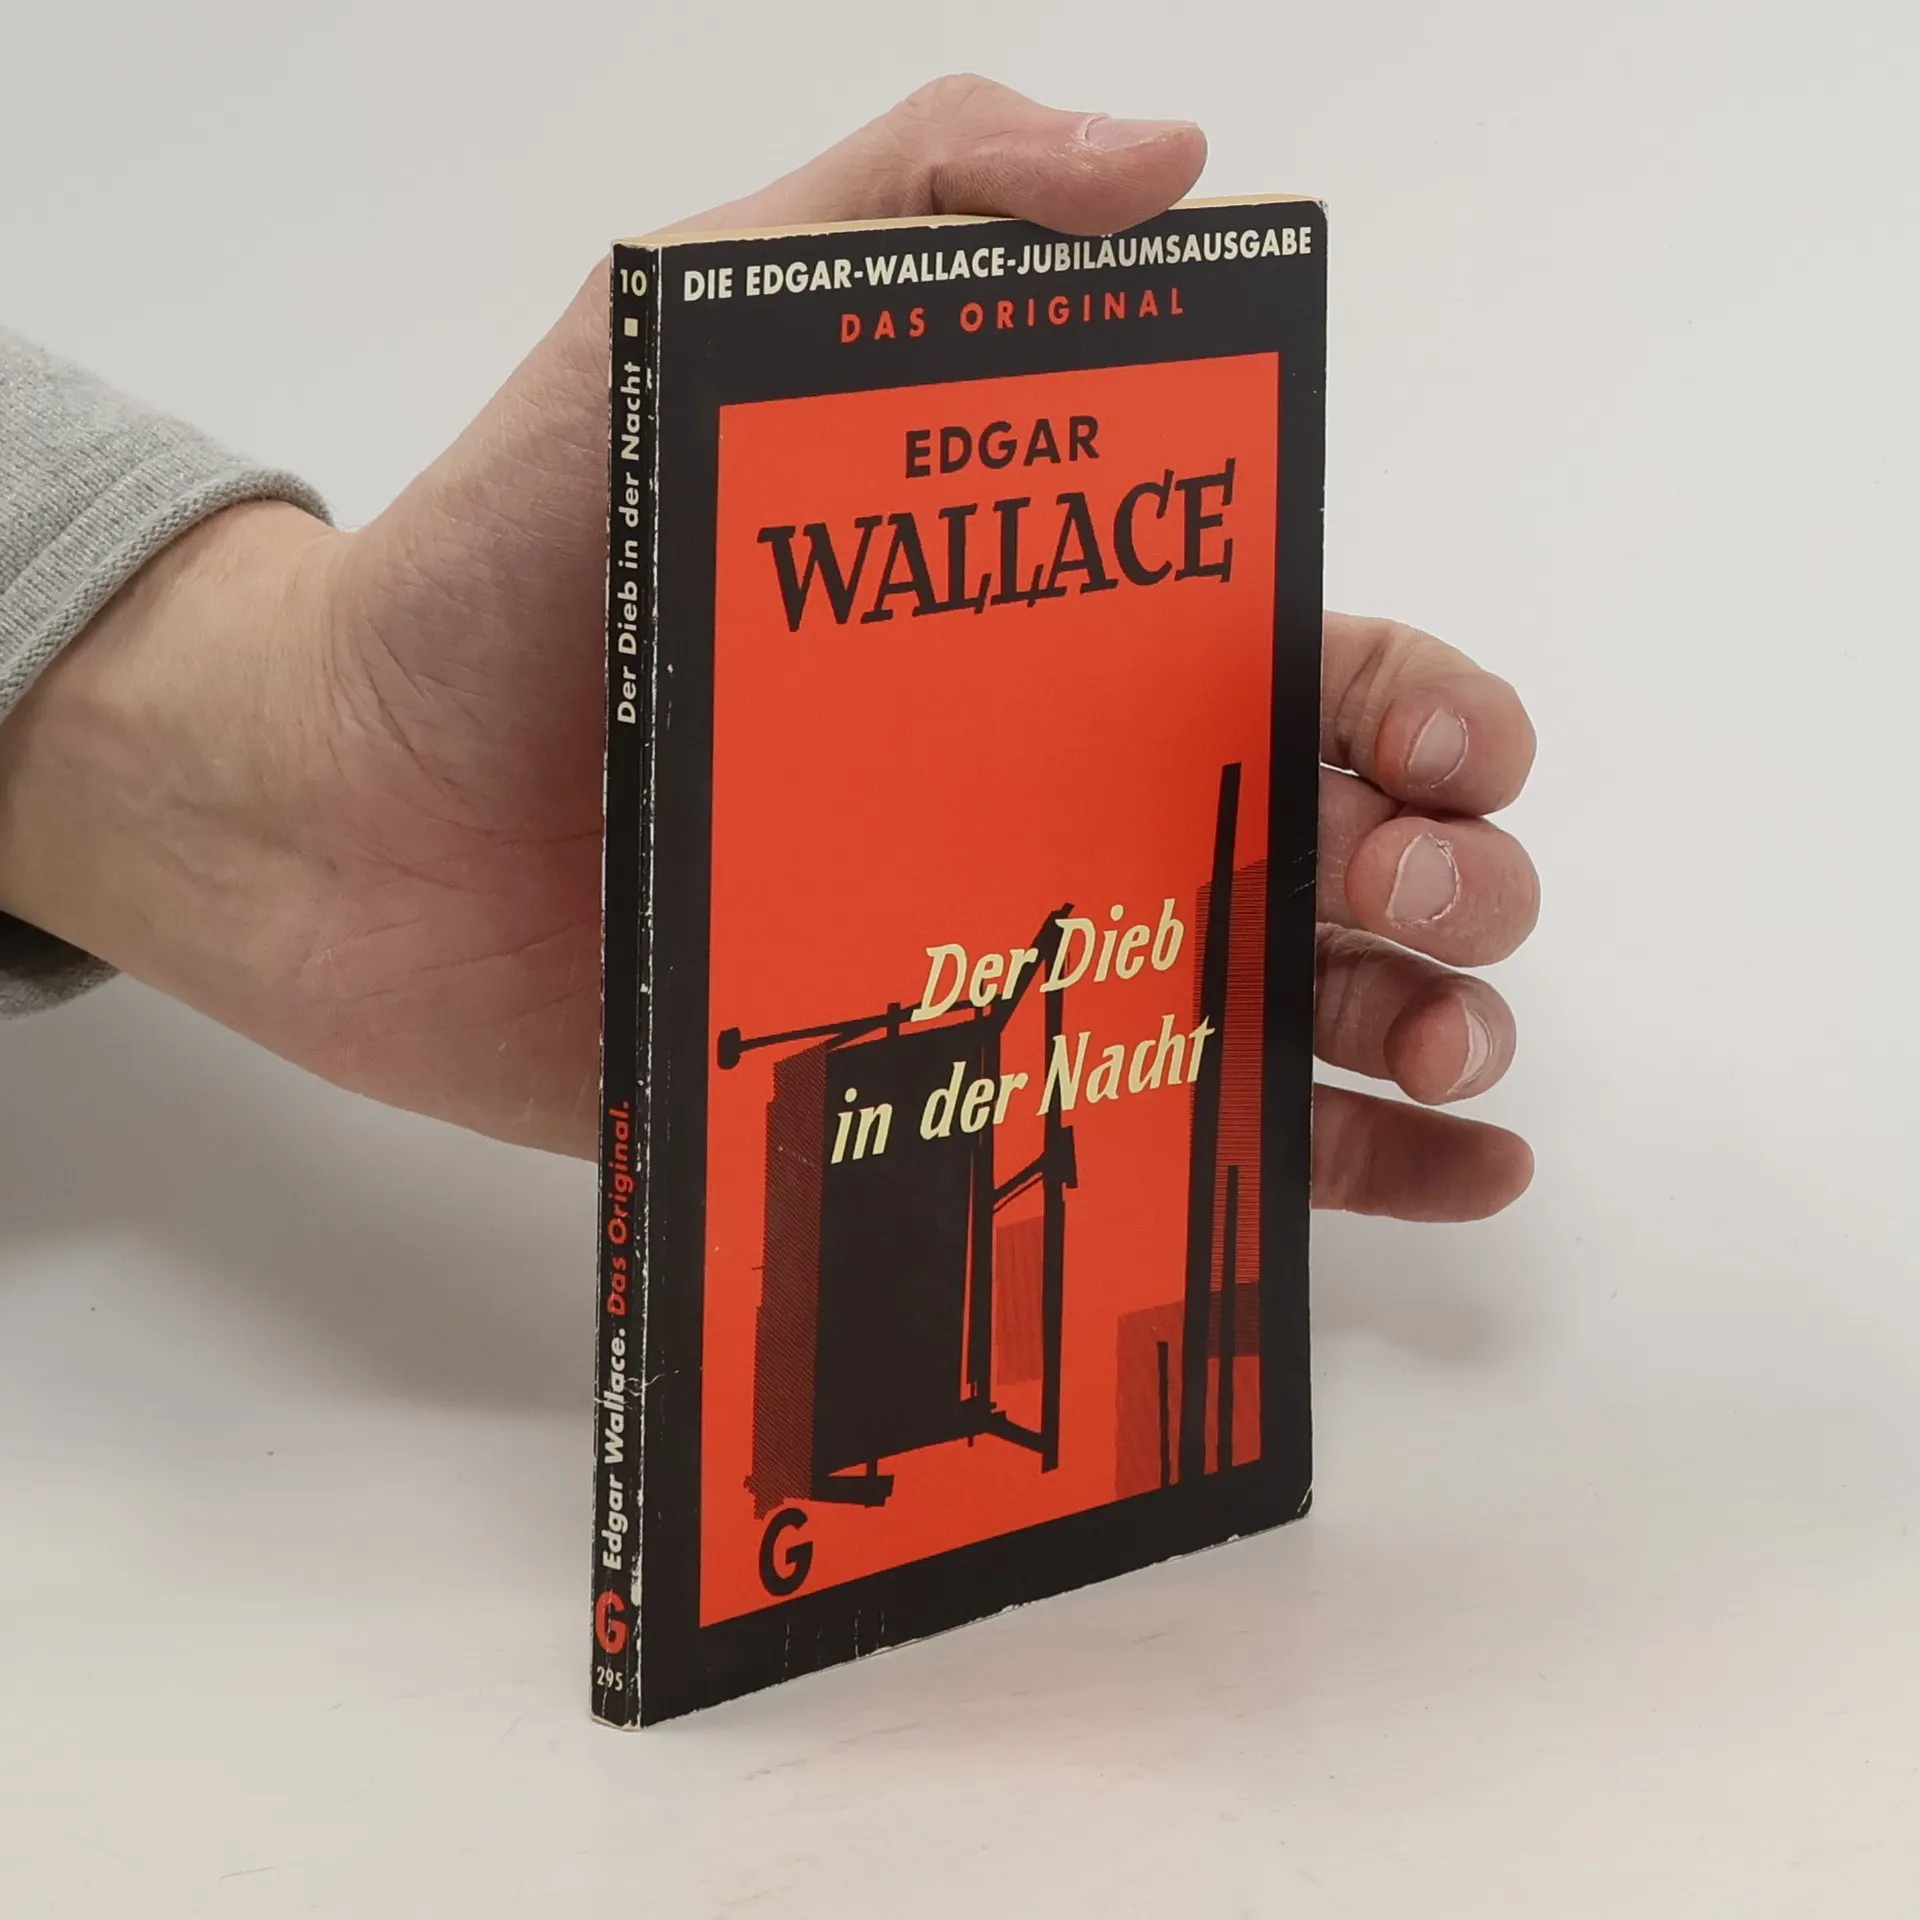 DIE EDGAR-WALLACE-JUBILÄUMSAUSGABE
DAS ORIGINAL
EDGAR
WALLACE
Der Dieb
in der Nacht
G
10 Der Dieb in der Nacht
Edgar Wallace. Das Original.
G
295